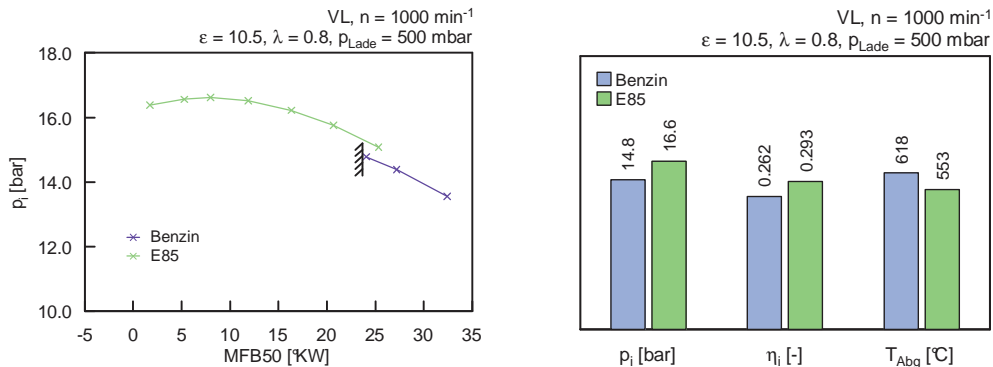 VL, n = 1000 min-1
ε = 10.5, λ = 0.8, pLade = 500 mbar
18.0
16.0
14.0
12.0
10.0
pi [bar]
Benzin
E85
-5 0 5 10 15 20 25 30 35
MFB50 [°KW]
VL, n = 1000 min-1
ε = 10.5, λ = 0.8, pLade = 500 mbar
Benzin
E85
14.8 16.6 0.262 0.293 618 553
pi [bar] ηi [-] TAbg [°C]